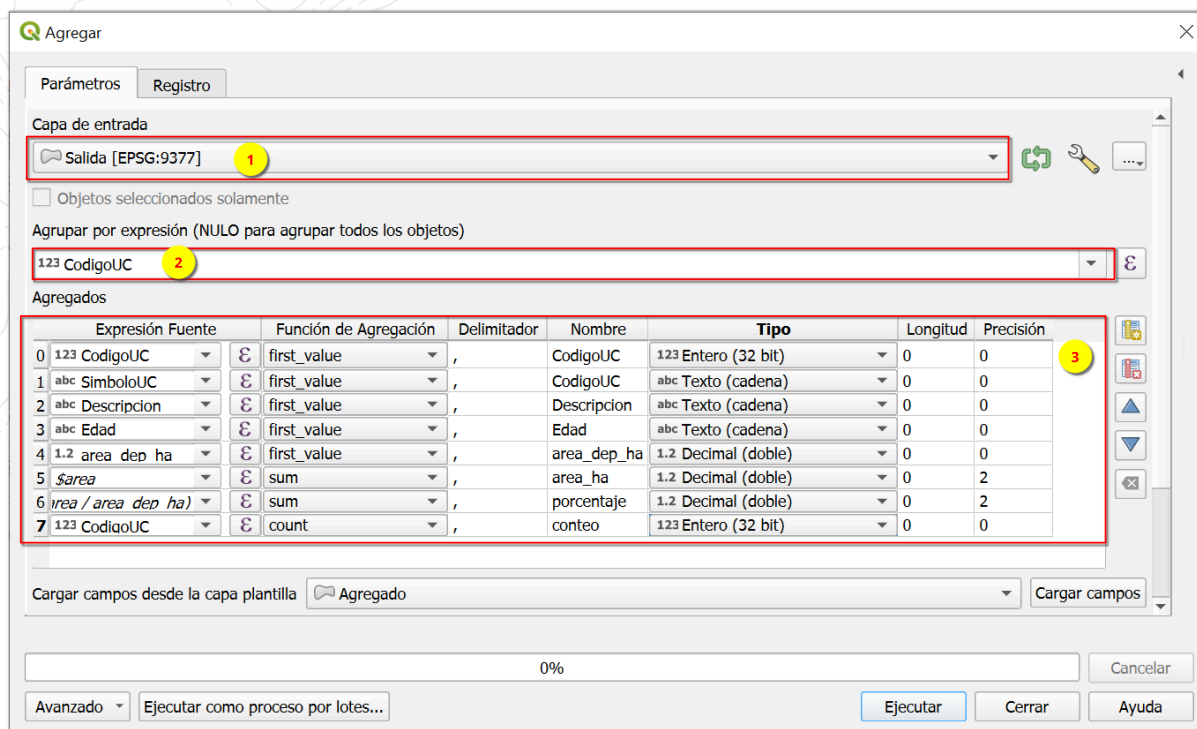 Agregar
Parámetros Registro
Capa de entrada
Salida [EPSG:9377] 1
...
Objetos seleccionados solamente
Agrupar por expresión (NULO para agrupar todos los objetos)
123 CodigoUC 2 ε
Agregados
Expresión Fuente Función de Agregación Delimitador Nombre Tipo Longitud Precisión
0 123 CodigoUC ε first_value , CodigoUC 123 Entero (32 bit) 0 0 3
1 abc SimboloUC ε first_value , CodigoUC abc Texto (cadena) 0 0
2 abc Descripcion ε first_value , Descripcion abc Texto (cadena) 0 0
3 abc Edad ε first_value , Edad abc Texto (cadena) 0 0
4 1.2 area_dep_ha ε first_value , area_dep_ha 1.2 Decimal (doble) 0 0
5 $area ε sum , area_ha 1.2 Decimal (doble) 0 2
6 area / area_dep_ha) ε sum , porcentaje 1.2 Decimal (doble) 0 2
7 123 CodigoUC ε count , conteo 123 Entero (32 bit) 0 0
Cargar campos desde la capa plantilla Agregado Cargar campos
0% Cancelar
Avanzado Ejecutar como proceso por lotes... Ejecutar Cerrar Ayuda